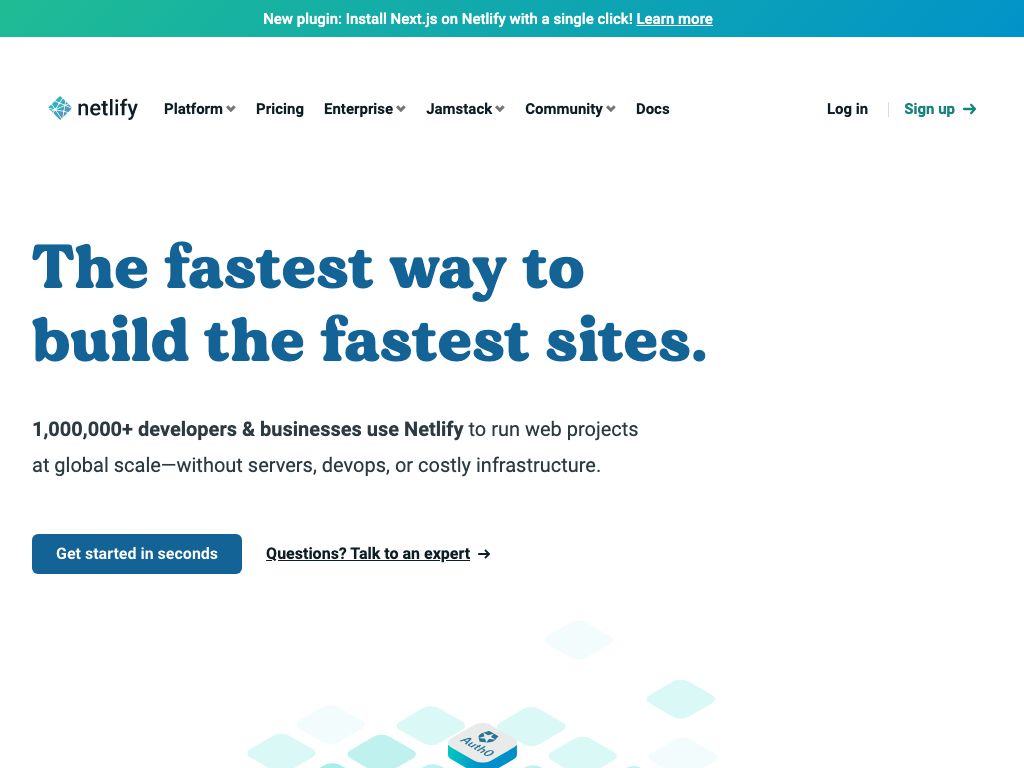 New plugin: Install Next.js on Netlify with a single click! Learn more
netlify Platform Pricing Enterprise Jamstack Community Docs Log in Sign up →
The fastest way to
build the fastest sites.
1,000,000+ developers & businesses use Netlify to run web projects
at global scale—without servers, devops, or costly infrastructure.
Get started in seconds Questions? Talk to an expert →
Auth0